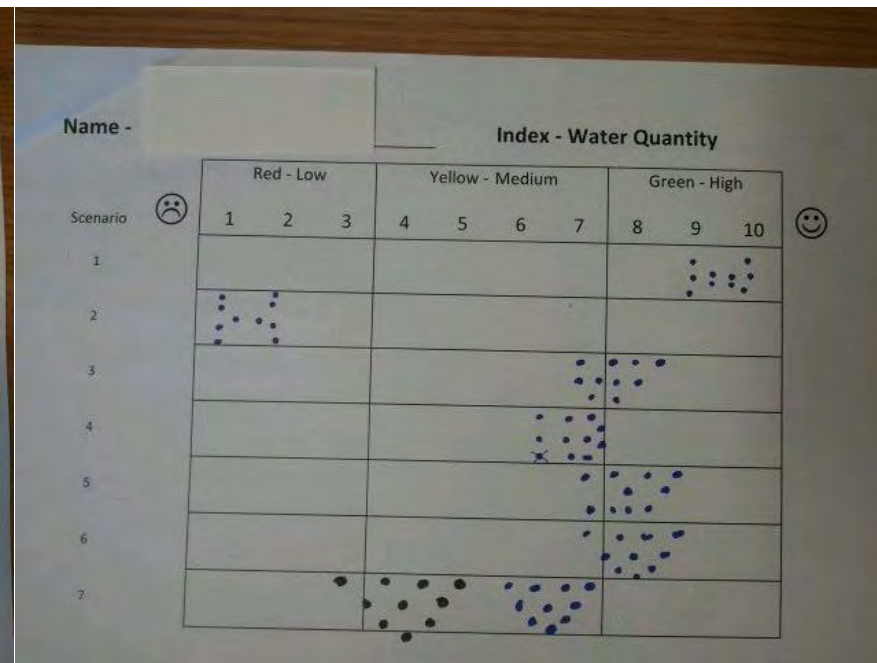 Name -
Index - Water Quantity
Red - Low Yellow - Medium Green - High
Scenario 1 2 3 4 5 6 7 8 9 10
1
2
3
4
5
6
7